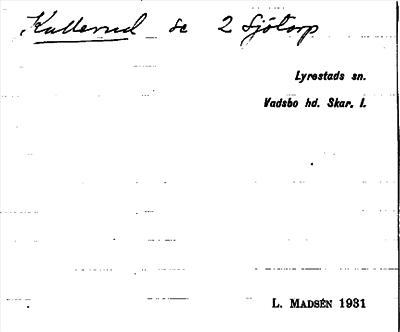 Kullerud se 2 Sjötorp
Lyrestads sn.
Vadsbo hd. Skar. l.
L. MADSÉN 1931